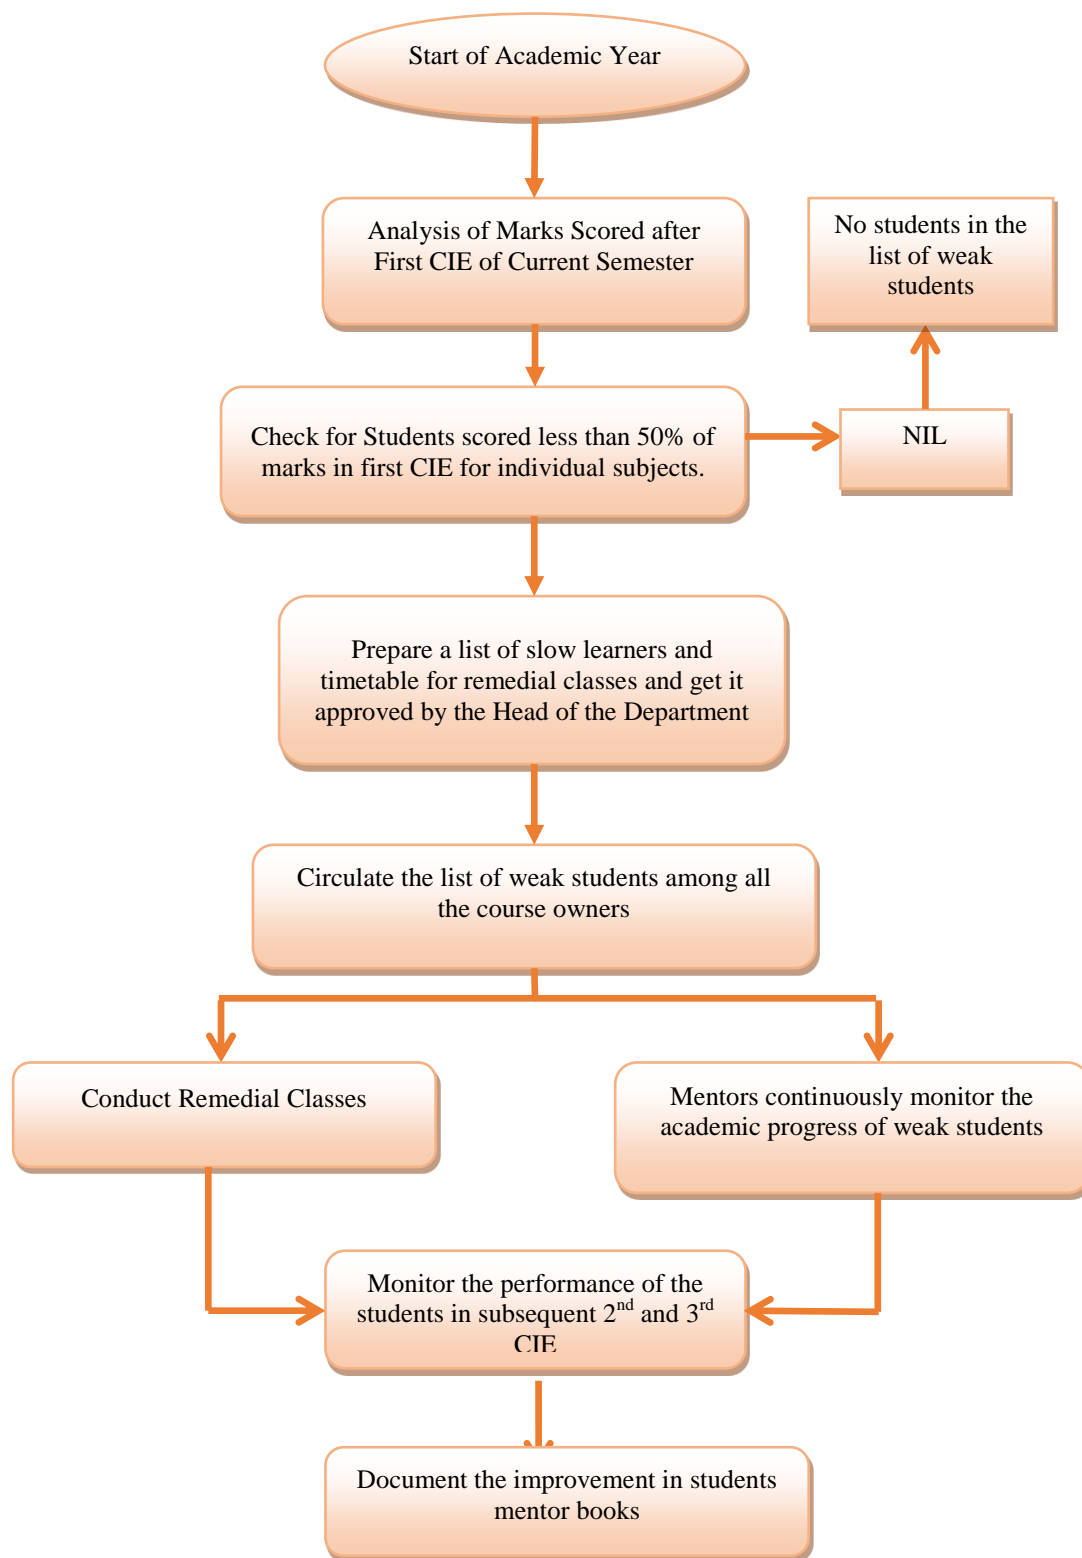 Start of Academic Year
Analysis of Marks Scored after
First CIE of Current Semester
No students in the
list of weak
students
Check for Students scored less than 50% of
marks in first CIE for individual subjects.
NIL
Prepare a list of slow learners and
timetable for remedial classes and get it
approved by the Head of the Department
Circulate the list of weak students among all
the course owners
Conduct Remedial Classes
Mentors continuously monitor the
academic progress of weak students
Monitor the performance of the
students in subsequent 2nd and 3rd
CIE
Document the improvement in students
mentor books